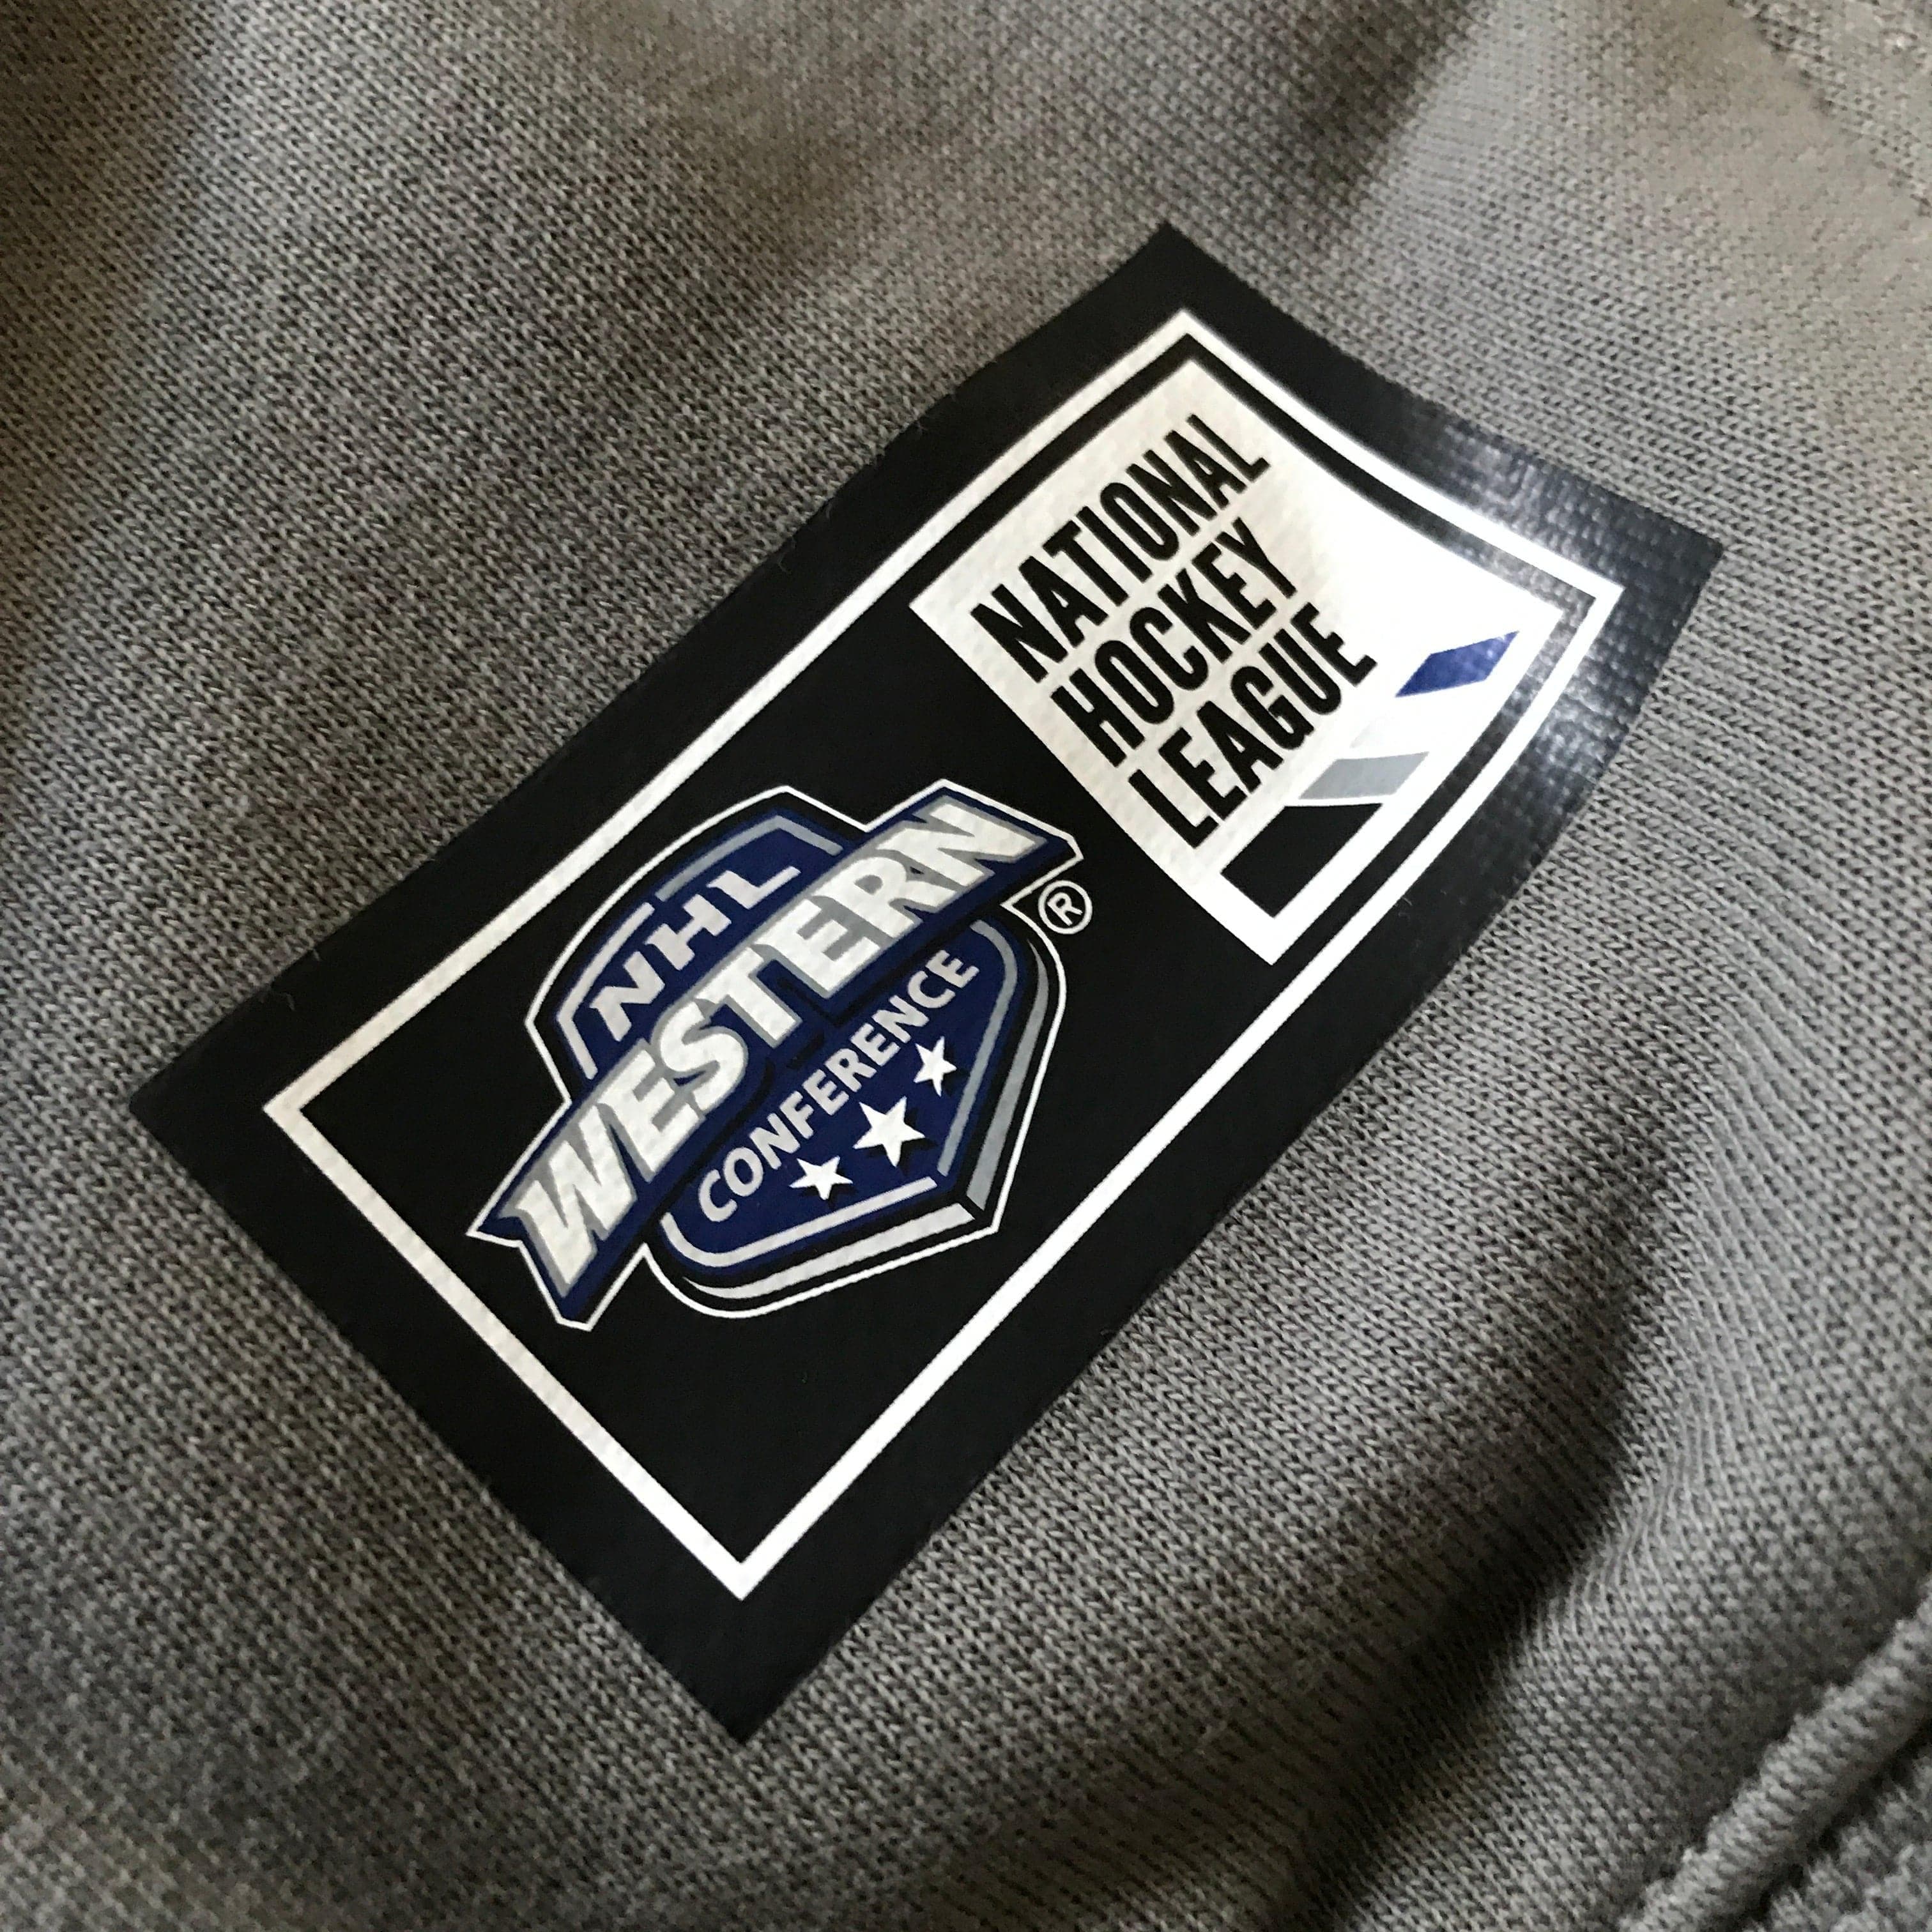 NATIONAL
HOCKEY
LEAGUE
NHL
WESTERN
CONFERENCE
®